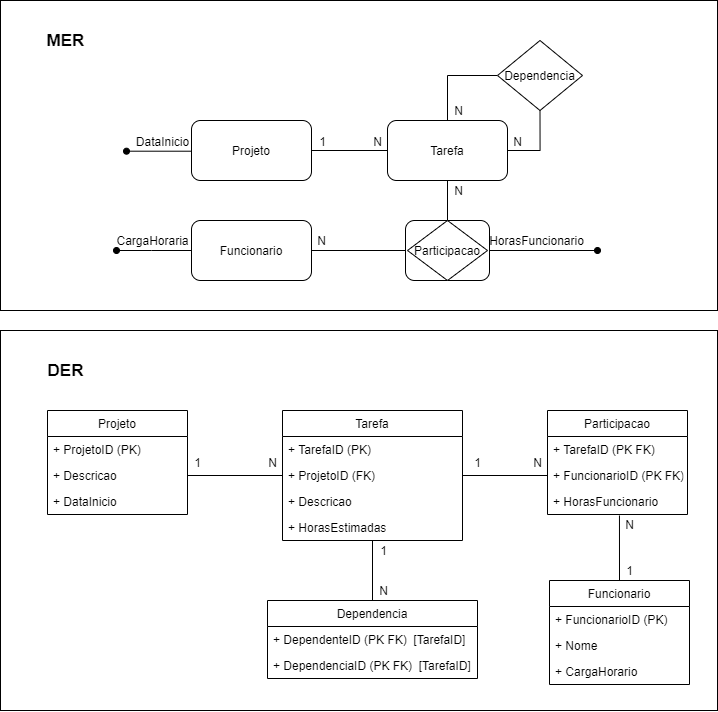 MER
Dependencia
N
DataInicio
Projeto
1
N
Tarefa
N
N
CargaHoraria
Funcionario
N
Participacao
HorasFuncionario
DER
Projeto
+ ProjetoID (PK)
+ Descricao
+ DataInicio
1
N
Tarefa
+ TarefaID (PK)
+ ProjetoID (FK)
+ Descricao
+ HorasEstimadas
1
N
Participacao
+ TarefaID (PK FK)
+ FuncionarioID (PK FK)
+ HorasFuncionario
1
N
Dependencia
+ DependenteID (PK FK) [TarefaID]
+ DependenciaID (PK FK) [TarefaID]
N
1
Funcionario
+ FuncionarioID (PK)
+ Nome
+ CargaHorario